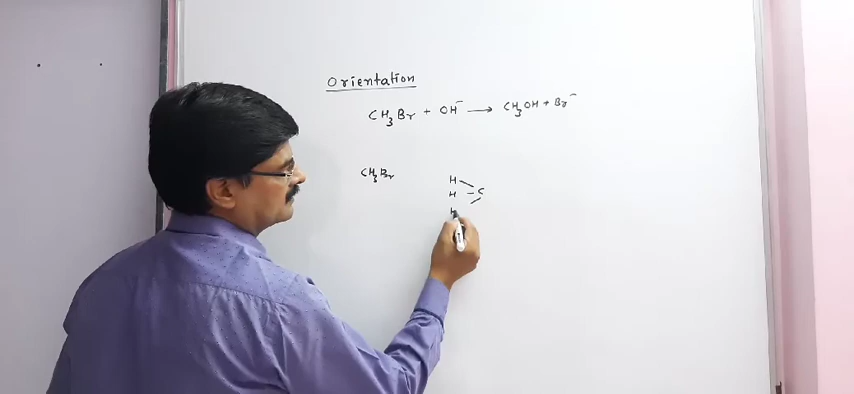 Orientation
CH3Br + OH⁻ → CH3OH + Br⁻
CH3Br
H
H C
H